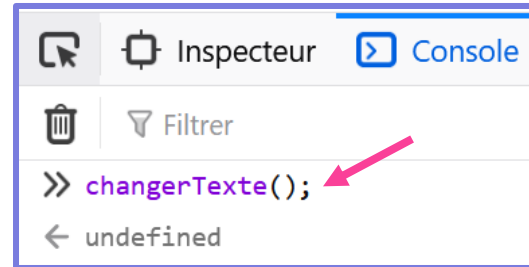 Inspecteur Console
Filtrer
>> changerTexte();
← undefined